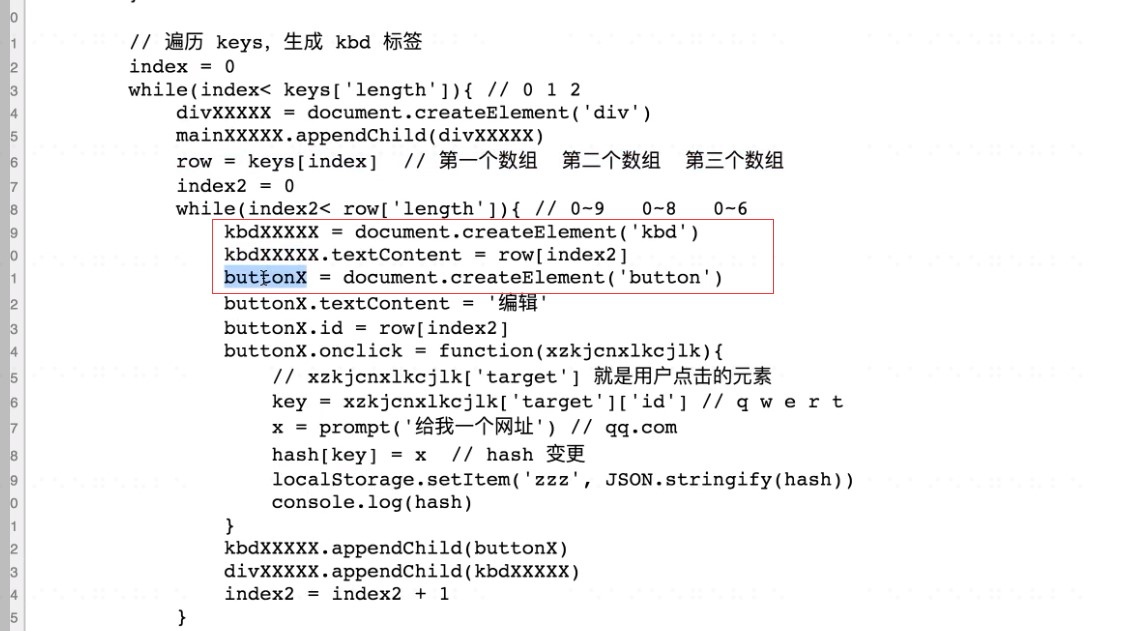 0
1 // 遍历 keys，生成 kbd 标签
2 index = 0
3 while(index< keys['length']){ // 0 1 2
4 divXXXXX = document.createElement('div')
5 mainXXXXX.appendChild(divXXXXX)
6 row = keys[index] // 第一个数组 第二个数组 第三个数组
7 index2 = 0
8 while(index2< row['length']){ // 0~9 0~8 0~6
9 kbdXXXXX = document.createElement('kbd')
0 kbdXXXXX.textContent = row[index2]
1 buttonX = document.createElement('button')
2 buttonX.textContent = '编辑'
3 buttonX.id = row[index2]
4 buttonX.onclick = function(xzkjcnxlkcjlk){
5 // xzkjcnxlkcjlk['target'] 就是用户点击的元素
6 key = xzkjcnxlkcjlk['target']['id'] // q w e r t
7 x = prompt('给我一个网址') // qq.com
8 hash[key] = x // hash 变更
9 localStorage.setItem('zzz', JSON.stringify(hash))
0 console.log(hash)
1 }
2 kbdXXXXX.appendChild(buttonX)
3 divXXXXX.appendChild(kbdXXXXX)
4 index2 = index2 + 1
5 }